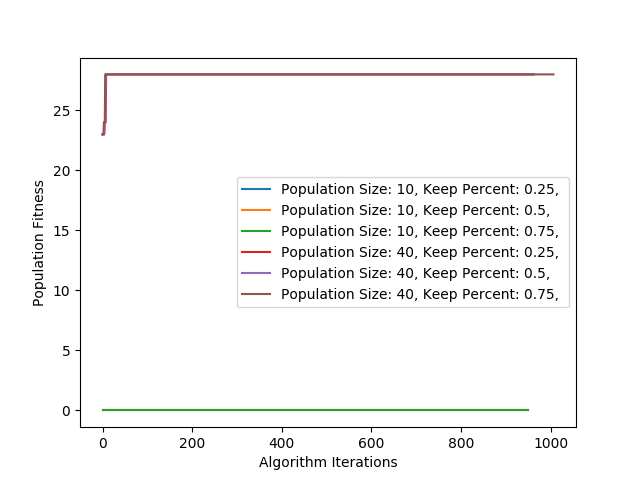 25
20
15
10
5
0
Population Fitness
Population Size: 10, Keep Percent: 0.25,
Population Size: 10, Keep Percent: 0.5,
Population Size: 10, Keep Percent: 0.75,
Population Size: 40, Keep Percent: 0.25,
Population Size: 40, Keep Percent: 0.5,
Population Size: 40, Keep Percent: 0.75,
0 200 400 600 800 1000
Algorithm Iterations